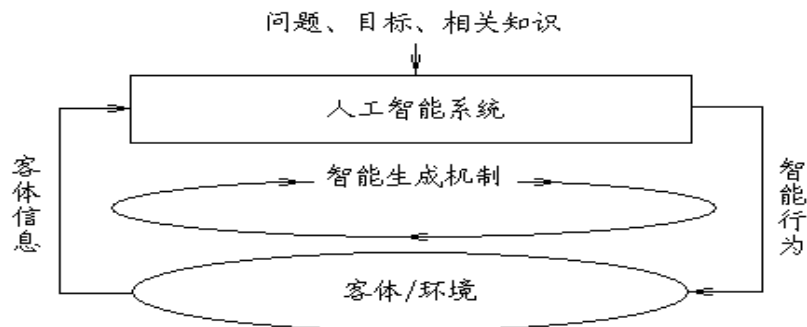 问题、目标、相关知识
人工智能系统
客体信息
智能生成机制
智能行为
客体/环境